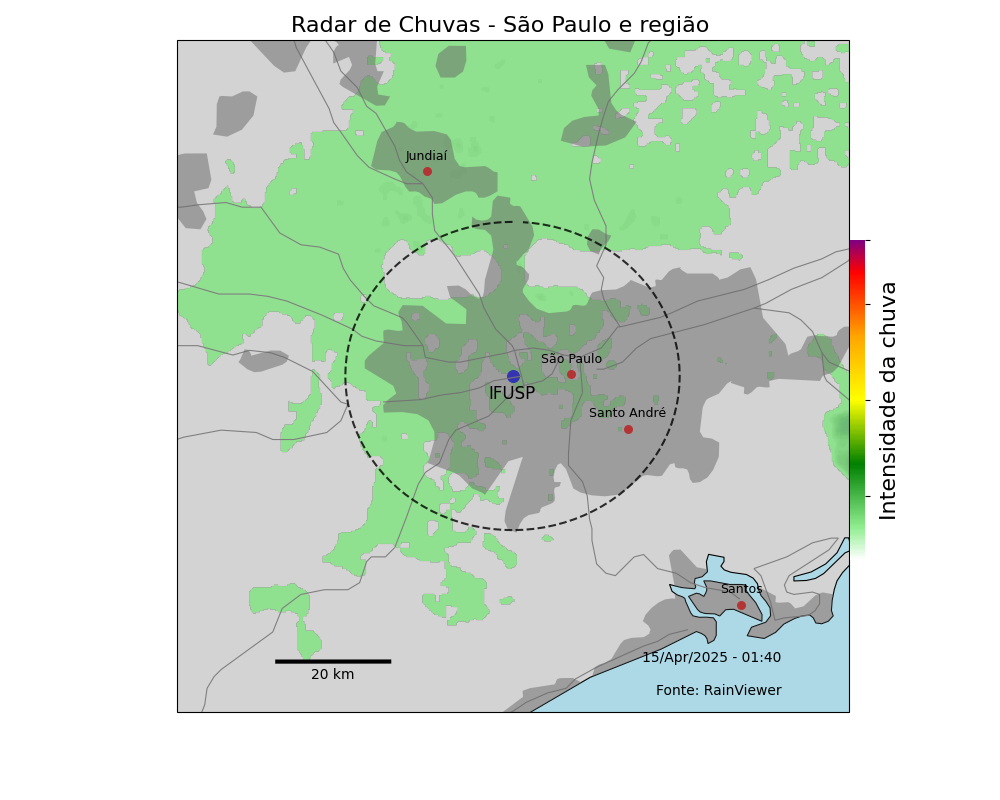 Radar de Chuvas - São Paulo e região
Jundiaí
São Paulo
IFUSP
Santo André
Intensidade da chuva
Santos
15/Apr/2025 - 01:40
20 km
Fonte: RainViewer